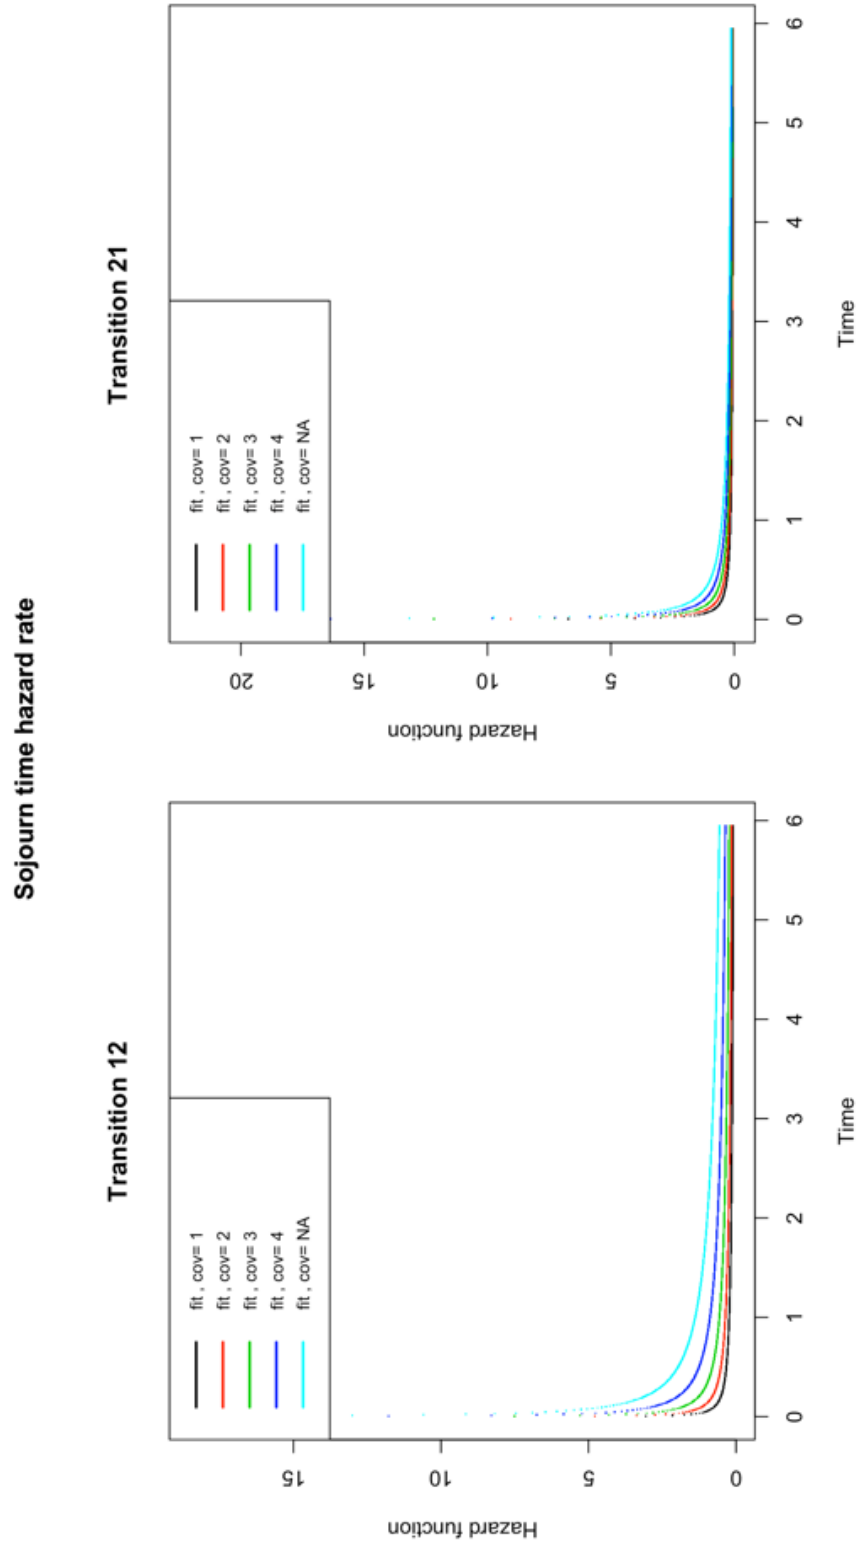 Sojourn time hazard rate
Transition 12
fit , cov= 1
fit , cov= 2
fit , cov= 3
fit , cov= 4
fit , cov= NA
Hazard function
0
5
10
15
0
1
2
3
4
5
6
Time
Transition 21
fit , cov= 1
fit , cov= 2
fit , cov= 3
fit , cov= 4
fit , cov= NA
Hazard function
0
5
10
15
20
0
1
2
3
4
5
6
Time